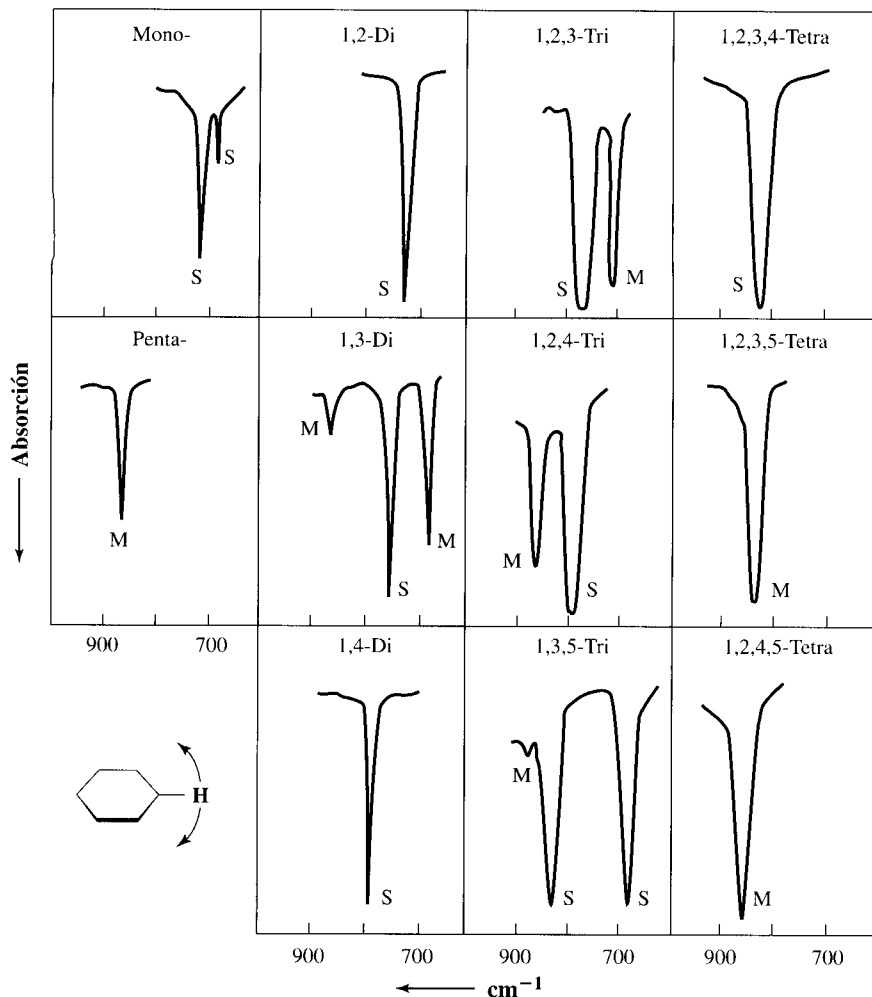 Mono-
1,2-Di
1,2,3-Tri
1,2,3,4-Tetra
S
S
S
S
M
S
Penta-
1,3-Di
1,2,4-Tri
1,2,3,5-Tetra
M
M
S
M
M
S
M
900
700
1,4-Di
1,3,5-Tri
1,2,4,5-Tetra
H
S
M
S
S
M
900
700
900
700
900
700
Absorción
cm⁻¹